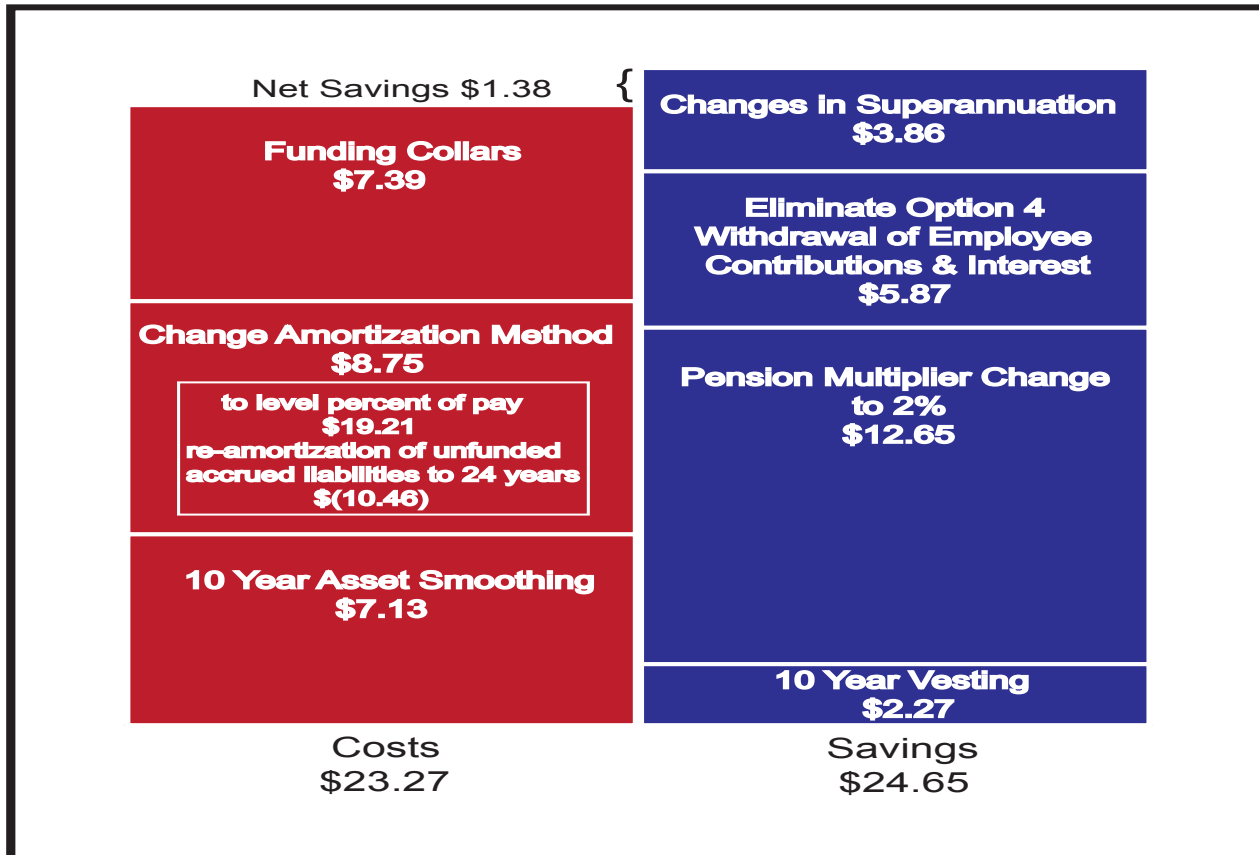 Net Savings $1.38 {
Funding Collars
$7.39
Change Amortization Method
$8.75
to level percent of pay
$19.21
re-amortization of unfunded
accrued liabilities to 24 years
$(10.46)
10 Year Asset Smoothing
$7.13
Costs
$23.27
Changes in Superannuation
$3.86
Eliminate Option 4
Withdrawal of Employee
Contributions & Interest
$5.87
Pension Multiplier Change
to 2%
$12.65
10 Year Vesting
$2.27
Savings
$24.65